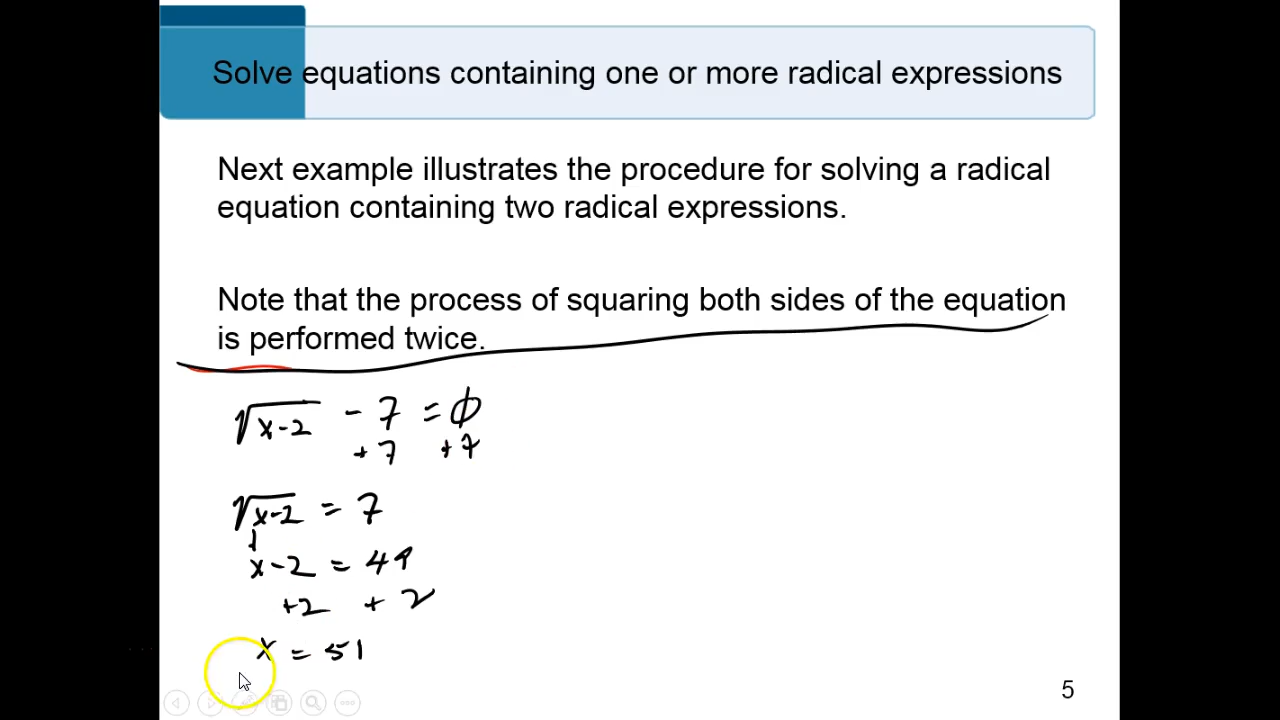 Solve equations containing one or more radical expressions
Next example illustrates the procedure for solving a radical
equation containing two radical expressions.
Note that the process of squaring both sides of the equation
is performed twice.
√x-2 - 7 = 0
+7 +7
√x-2 = 7
x-2 = 49
+2 + 2
x = 51
5